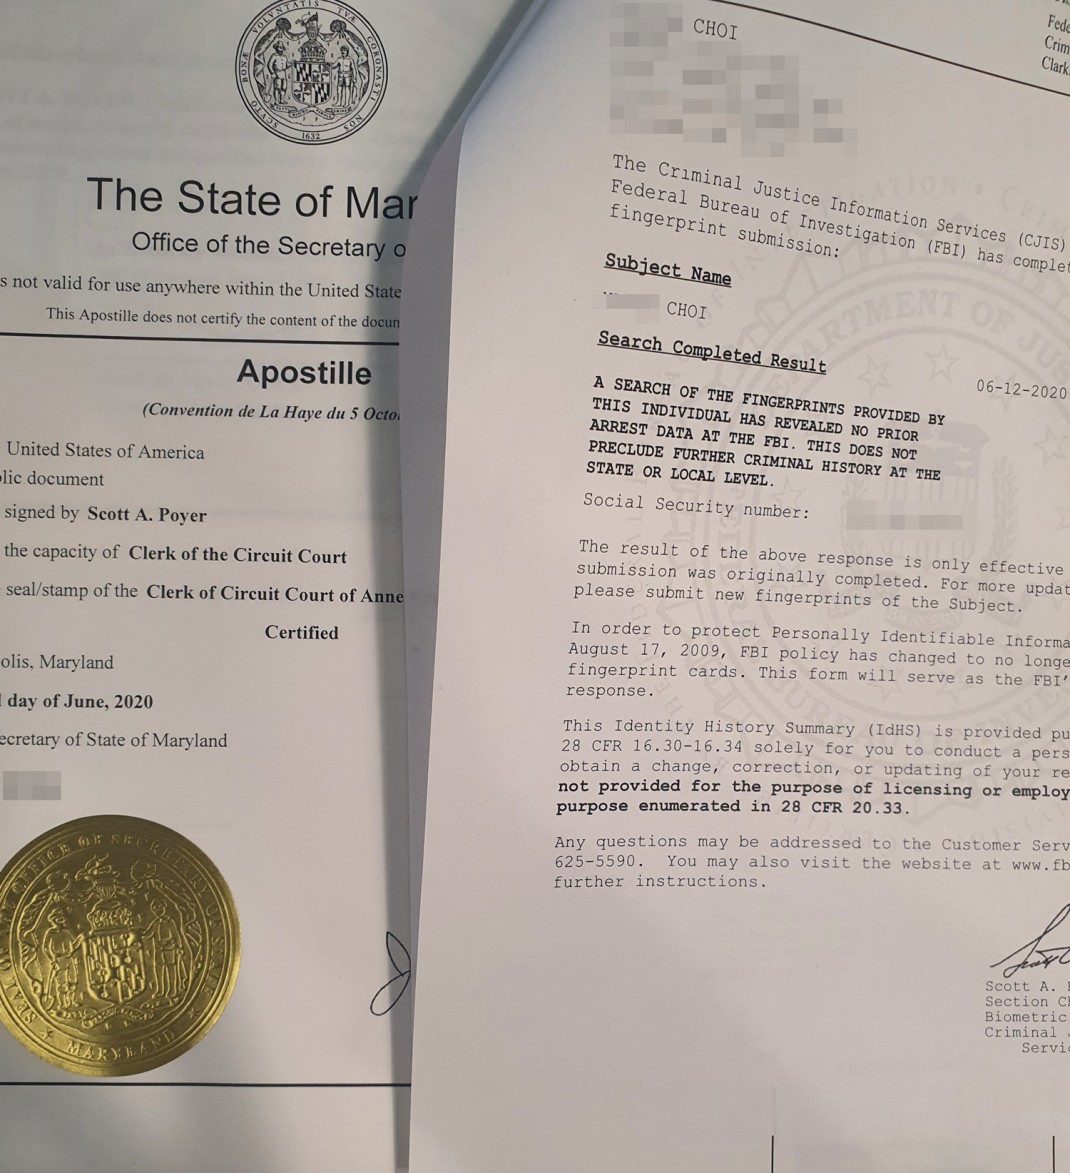 BONÆ VOLVNTATIS TVÆ CORONASTI NOS SCVTO
1632
The State of Mar
Office of the Secretary o
s not valid for use anywhere within the United State
This Apostille does not certify the content of the docun
Apostille
(Convention de La Haye du 5 Octo
United States of America
lic document
signed by Scott A. Poyer
the capacity of Clerk of the Circuit Court
seal/stamp of the Clerk of Circuit Court of Anne
Certified
olis, Maryland
day of June, 2020
ecretary of State of Maryland
MARYLAND
Fede
Crim
Clark
CHOI
The Criminal Justice Information Services (CJIS)
Federal Bureau of Investigation (FBI) has complet
fingerprint submission:
Subject Name
CHOI
Search Completed Result
06-12-2020
A SEARCH OF THE FINGERPRINTS PROVIDED BY
THIS INDIVIDUAL HAS REVEALED NO PRIOR
ARREST DATA AT THE FBI. THIS DOES NOT
PRECLUDE FURTHER CRIMINAL HISTORY AT THE
STATE OR LOCAL LEVEL.
Social Security number:
The result of the above response is only effective
submission was originally completed. For more updat
please submit new fingerprints of the Subject.
In order to protect Personally Identifiable Informa
August 17, 2009, FBI policy has changed to no longe
fingerprint cards. This form will serve as the FBI'
response.
This Identity History Summary (IdHS) is provided pu
28 CFR 16.30-16.34 solely for you to conduct a pers
obtain a change, correction, or updating of your re
not provided for the purpose of licensing or employ
purpose enumerated in 28 CFR 20.33.
Any questions may be addressed to the Customer Serv
625-5590. You may also visit the website at www.fb
further instructions.
Scott A.
Section Ch
Biometric
Criminal
Servic
DEPARTMENT OF JUS